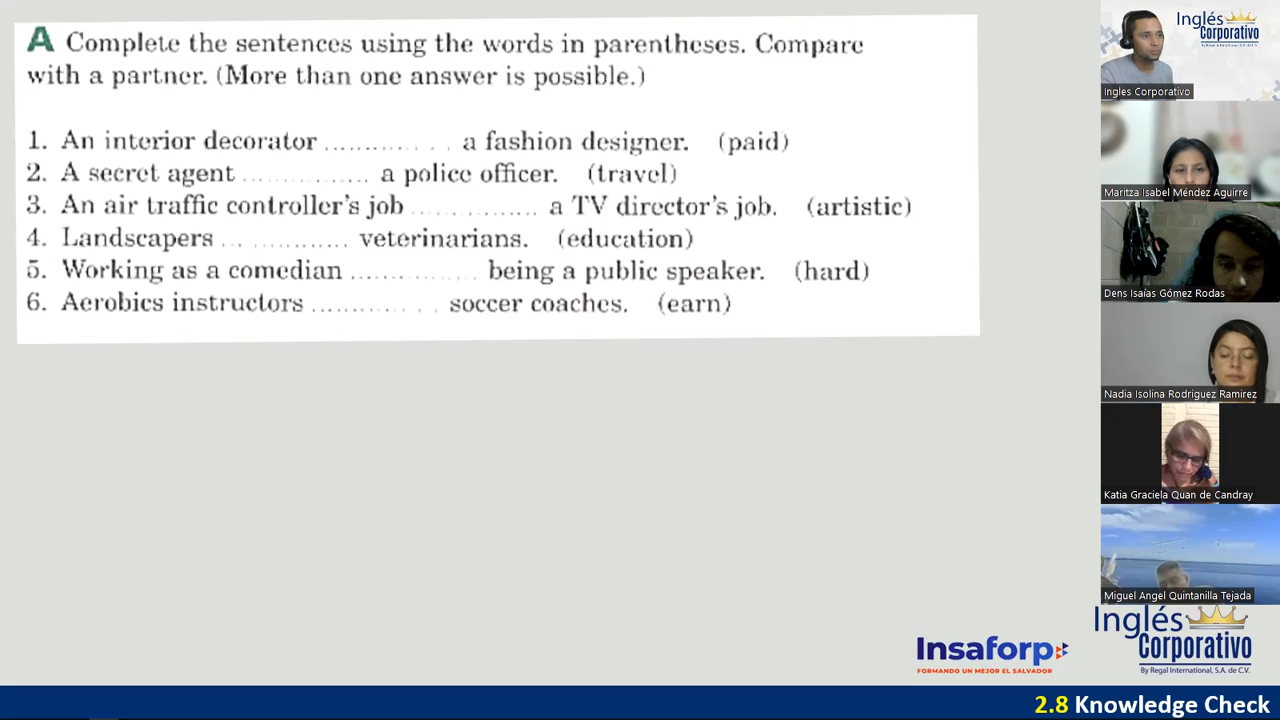 A Complete the sentences using the words in parentheses. Compare
with a partner. (More than one answer is possible.)
1. An interior decorator ............. a fashion designer. (paid)
2. A secret agent ............. a police officer. (travel)
3. An air traffic controller's job ............. a TV director's job. (artistic)
4. Landscapers ............. veterinarians. (education)
5. Working as a comedian ............. being a public speaker. (hard)
6. Aerobics instructors ............. soccer coaches. (earn)
Inglés
Corporativo
By Regal International, S.A. de C.V.
Ingles Corporativo
Maritza Isabel Méndez Aguirre
Dens Isaías Gómez Rodas
Nadia Isolina Rodriguez Ramirez
Katia Graciela Quan de Candray
Miguel Angel Quintanilla Tejada
Insaforp
FORMANDO UN MEJOR EL SALVADOR
Inglés
Corporativo
By Regal International, S.A. de C.V.
2.8 Knowledge Check